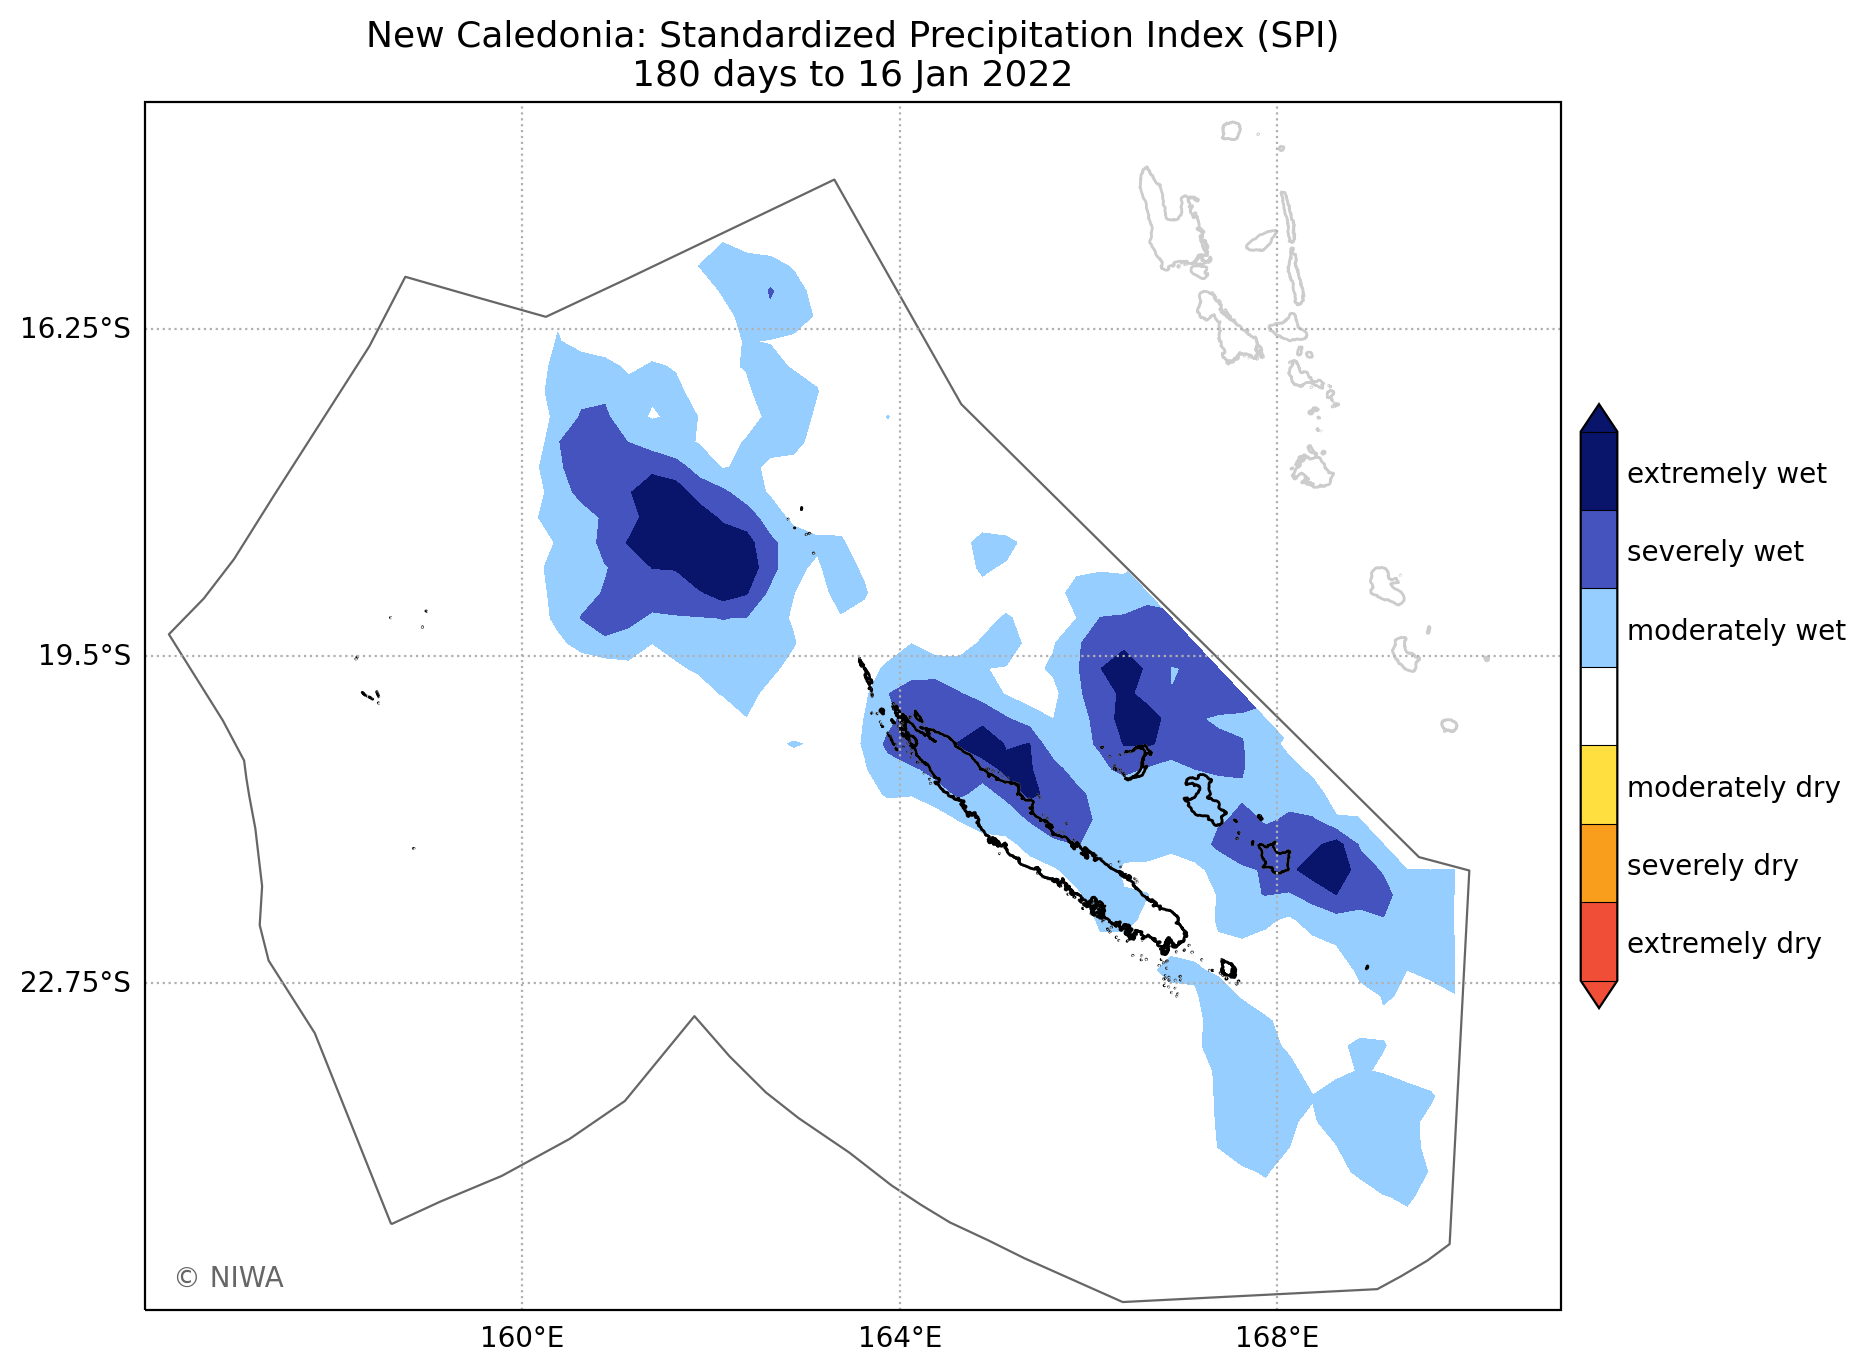 New Caledonia: Standardized Precipitation Index (SPI)
180 days to 16 Jan 2022
16.25°S
19.5°S
22.75°S
160°E
164°E
168°E
extremely wet
severely wet
moderately wet
moderately dry
severely dry
extremely dry
© NIWA